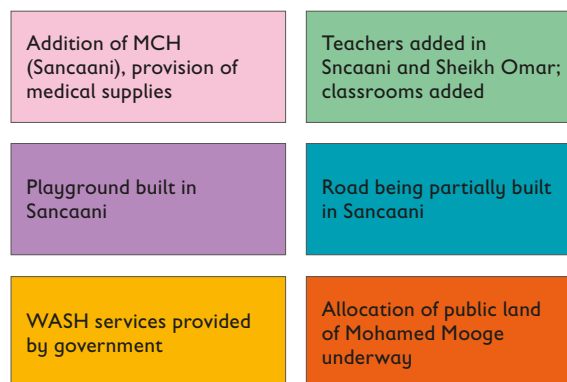 Addition of MCH
(Sancaani), provision of
medical supplies
Teachers added in
Sncaani and Sheikh Omar;
classrooms added
Playground built in
Sancaani
Road being partially built
in Sancaani
WASH services provided
by government
Allocation of public land
of Mohamed Mooge
underway